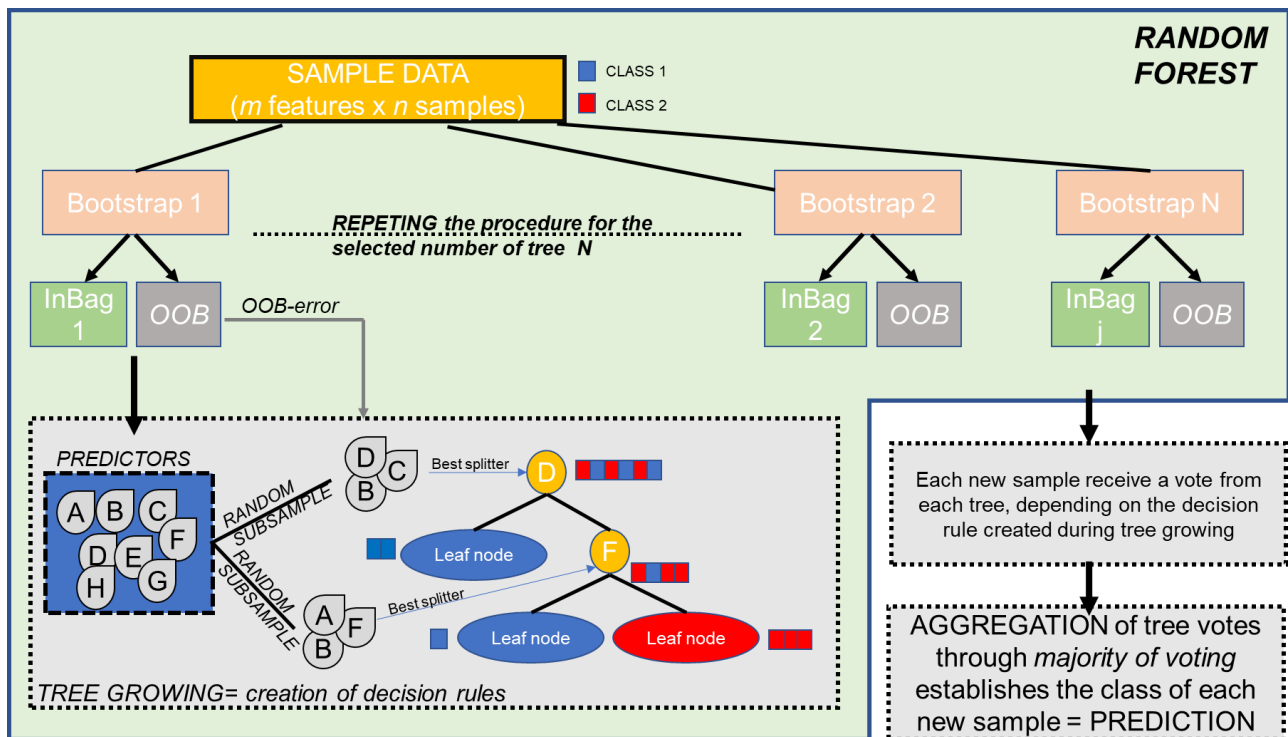 RANDOM
FOREST
SAMPLE DATA
(m features x n samples)
CLASS 1
CLASS 2
Bootstrap 1
Bootstrap 2
Bootstrap N
REPETING the procedure for the
selected number of tree N
InBag
1
OOB
OOB-error
InBag
2
OOB
InBag
j
OOB
PREDICTORS
A
B
C
F
D
E
H
G
RANDOM
SUBSAMPLE
RANDOM
SUBSAMPLE
D
C
B
Best splitter
D
Leaf node
F
A
F
B
Best splitter
Leaf node
Leaf node
TREE GROWING= creation of decision rules
Each new sample receive a vote from
each tree, depending on the decision
rule created during tree growing
AGGREGATION of tree votes
through majority of voting
establishes the class of each
new sample = PREDICTION